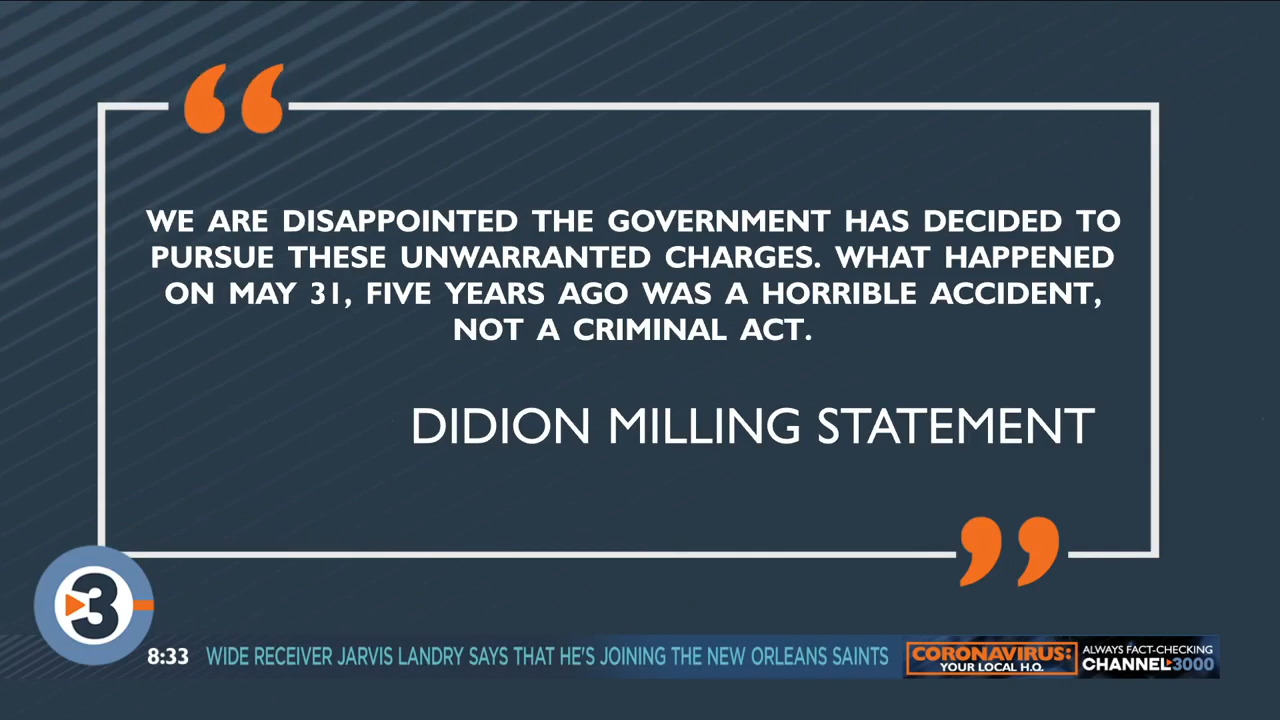 WE ARE DISAPPOINTED THE GOVERNMENT HAS DECIDED TO
PURSUE THESE UNWARRANTED CHARGES. WHAT HAPPENED
ON MAY 31, FIVE YEARS AGO WAS A HORRIBLE ACCIDENT,
NOT A CRIMINAL ACT.
DIDION MILLING STATEMENT
3
8:33 WIDE RECEIVER JARVIS LANDRY SAYS THAT HE'S JOINING THE NEW ORLEANS SAINTS
CORONAVIRUS:
YOUR LOCAL H.Q.
ALWAYS FACT-CHECKING
CHANNEL3000